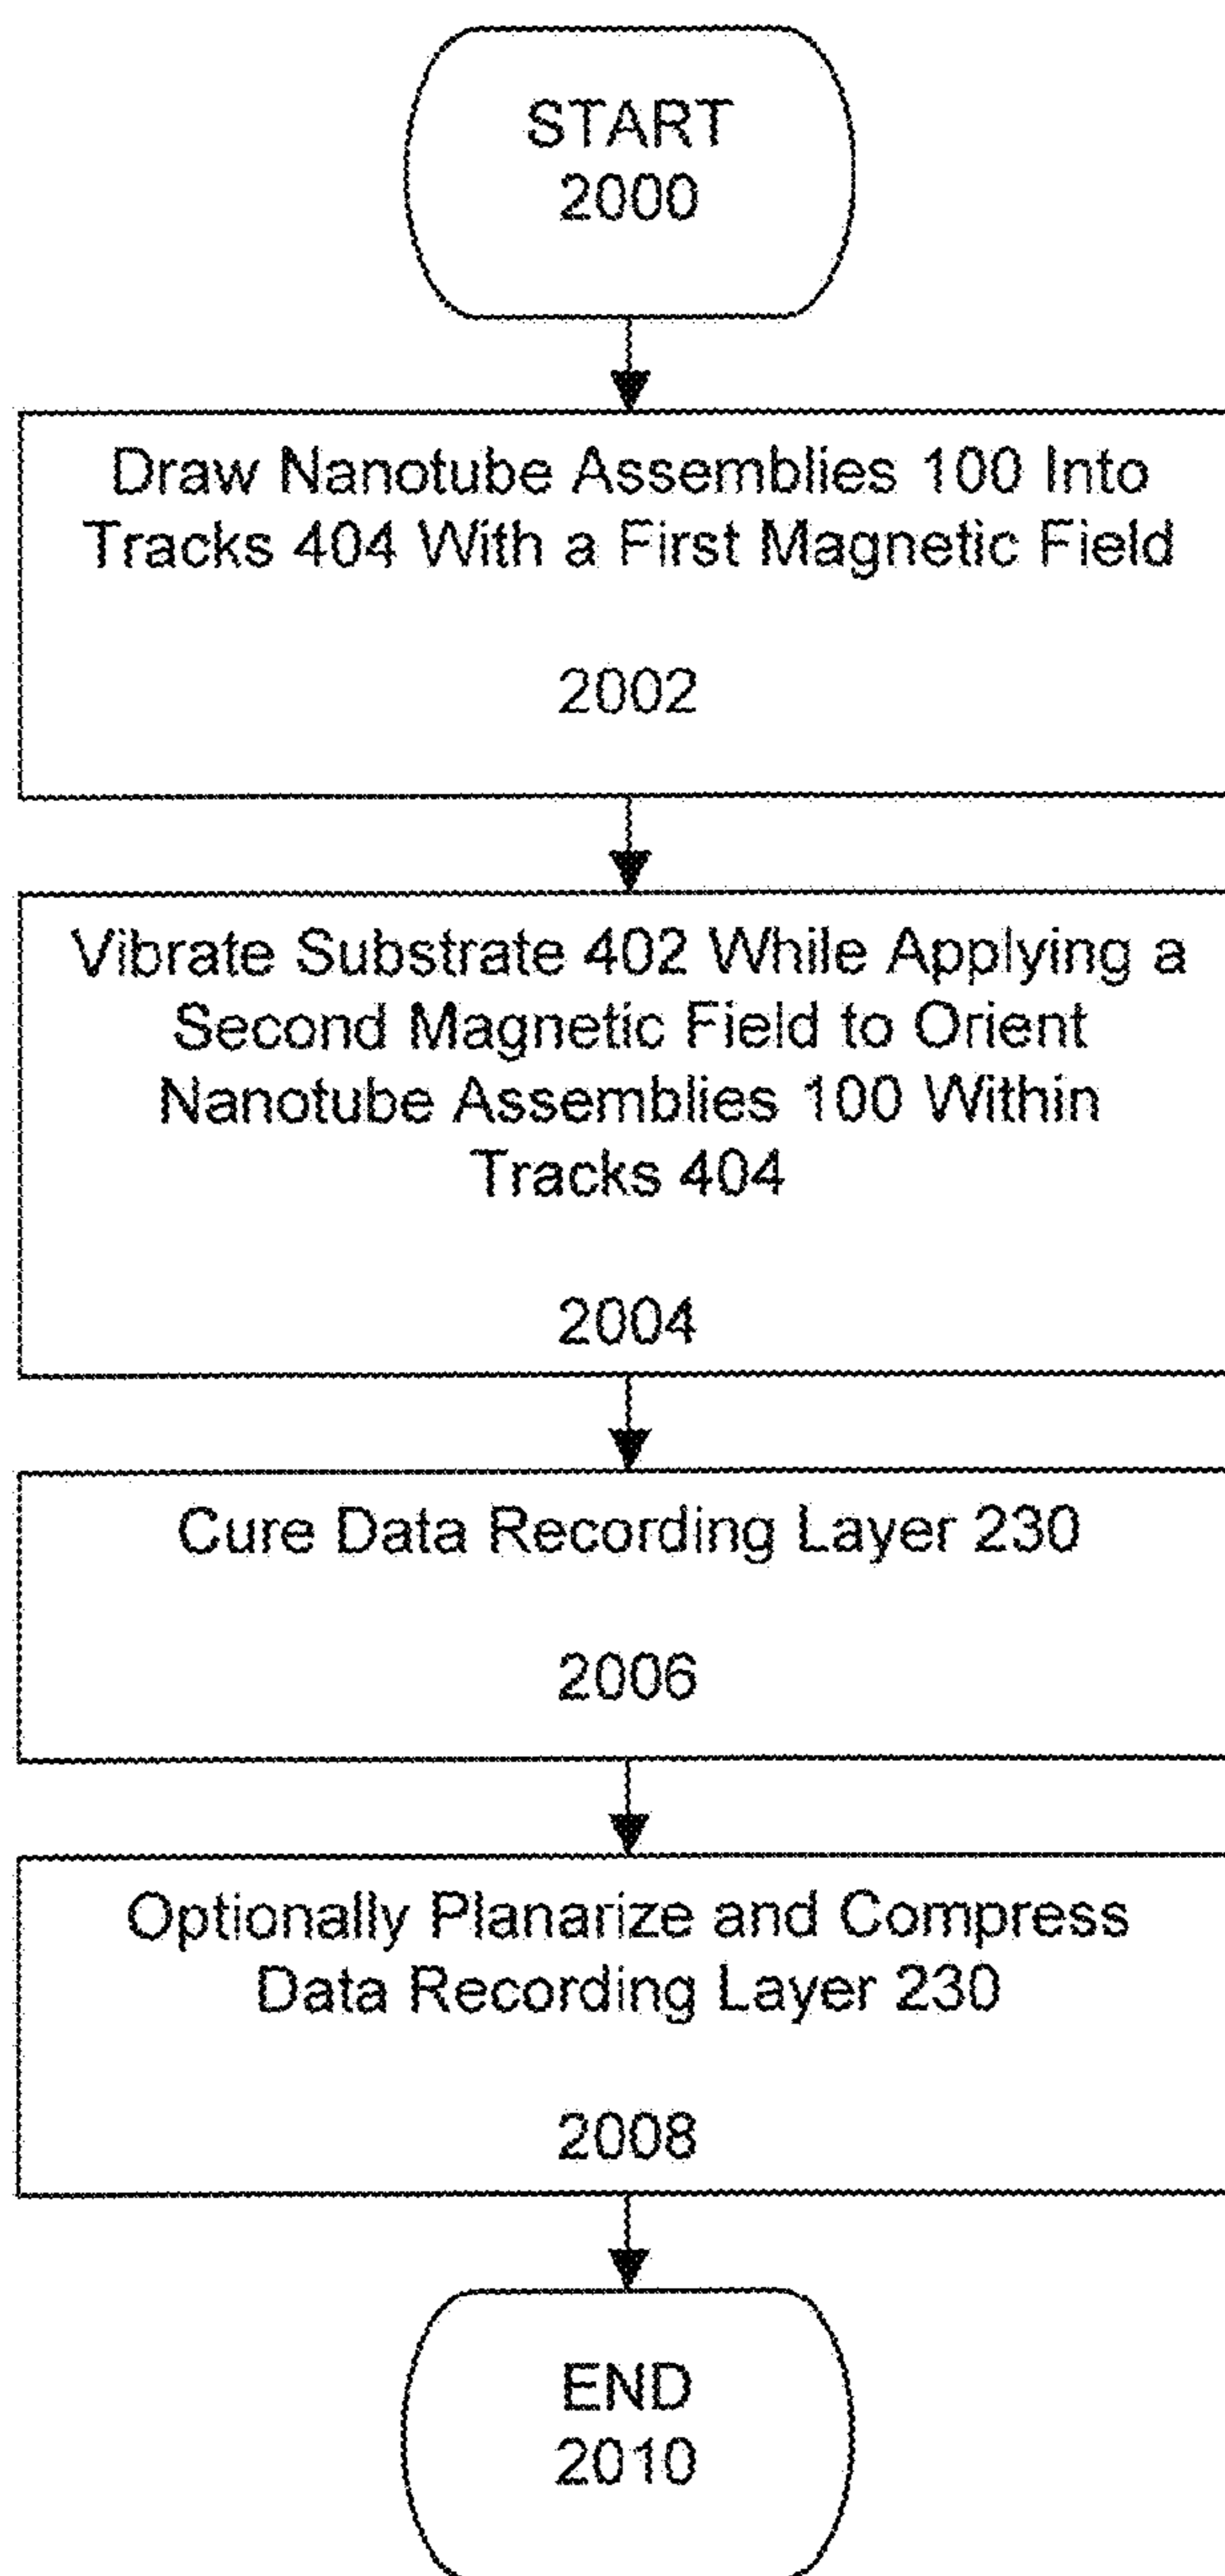 START
2000
Draw Nanotube Assemblies 100 Into
Tracks 404 With a First Magnetic Field
2002
Vibrate Substrate 402 While Applying a
Second Magnetic Field to Orient
Nanotube Assemblies 100 Within
Tracks 404
2004
Cure Data Recording Layer 230
2006
Optionally Planarize and Compress
Data Recording Layer 230
2008
END
2010